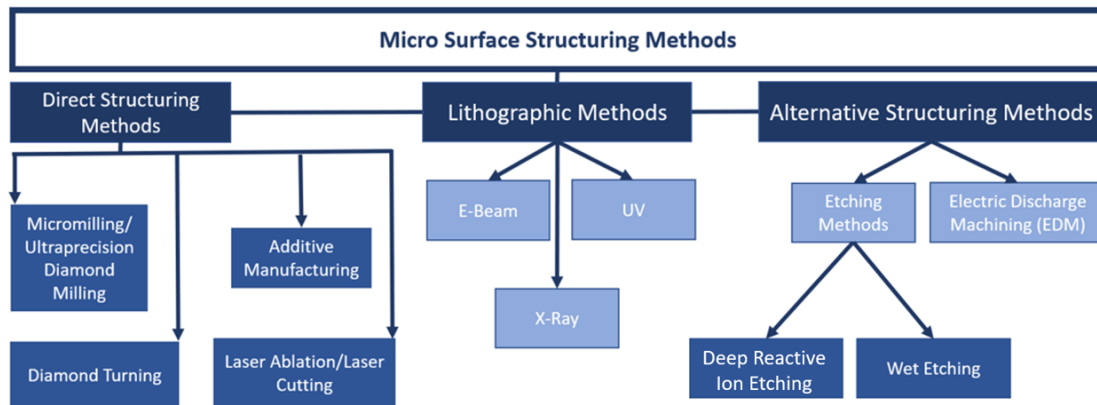 Micro Surface Structuring Methods
Direct Structuring
Methods
Lithographic Methods
Alternative Structuring Methods
Micromilling/
Ultraprecision
Diamond
Milling
Additive
Manufacturing
E-Beam
UV
Etching
Methods
Electric Discharge
Machining (EDM)
X-Ray
Diamond Turning
Laser Ablation/Laser
Cutting
Deep Reactive
Ion Etching
Wet Etching